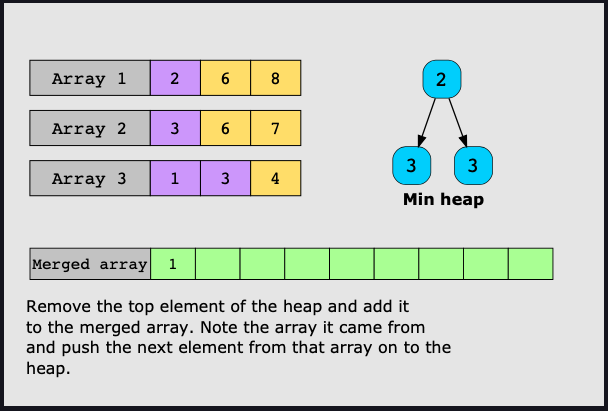 Array 1 2 6 8
Array 2 3 6 7
Array 3 1 3 4
2
3 3
Min heap
Merged array 1
Remove the top element of the heap and add it
to the merged array. Note the array it came from
and push the next element from that array on to the
heap.